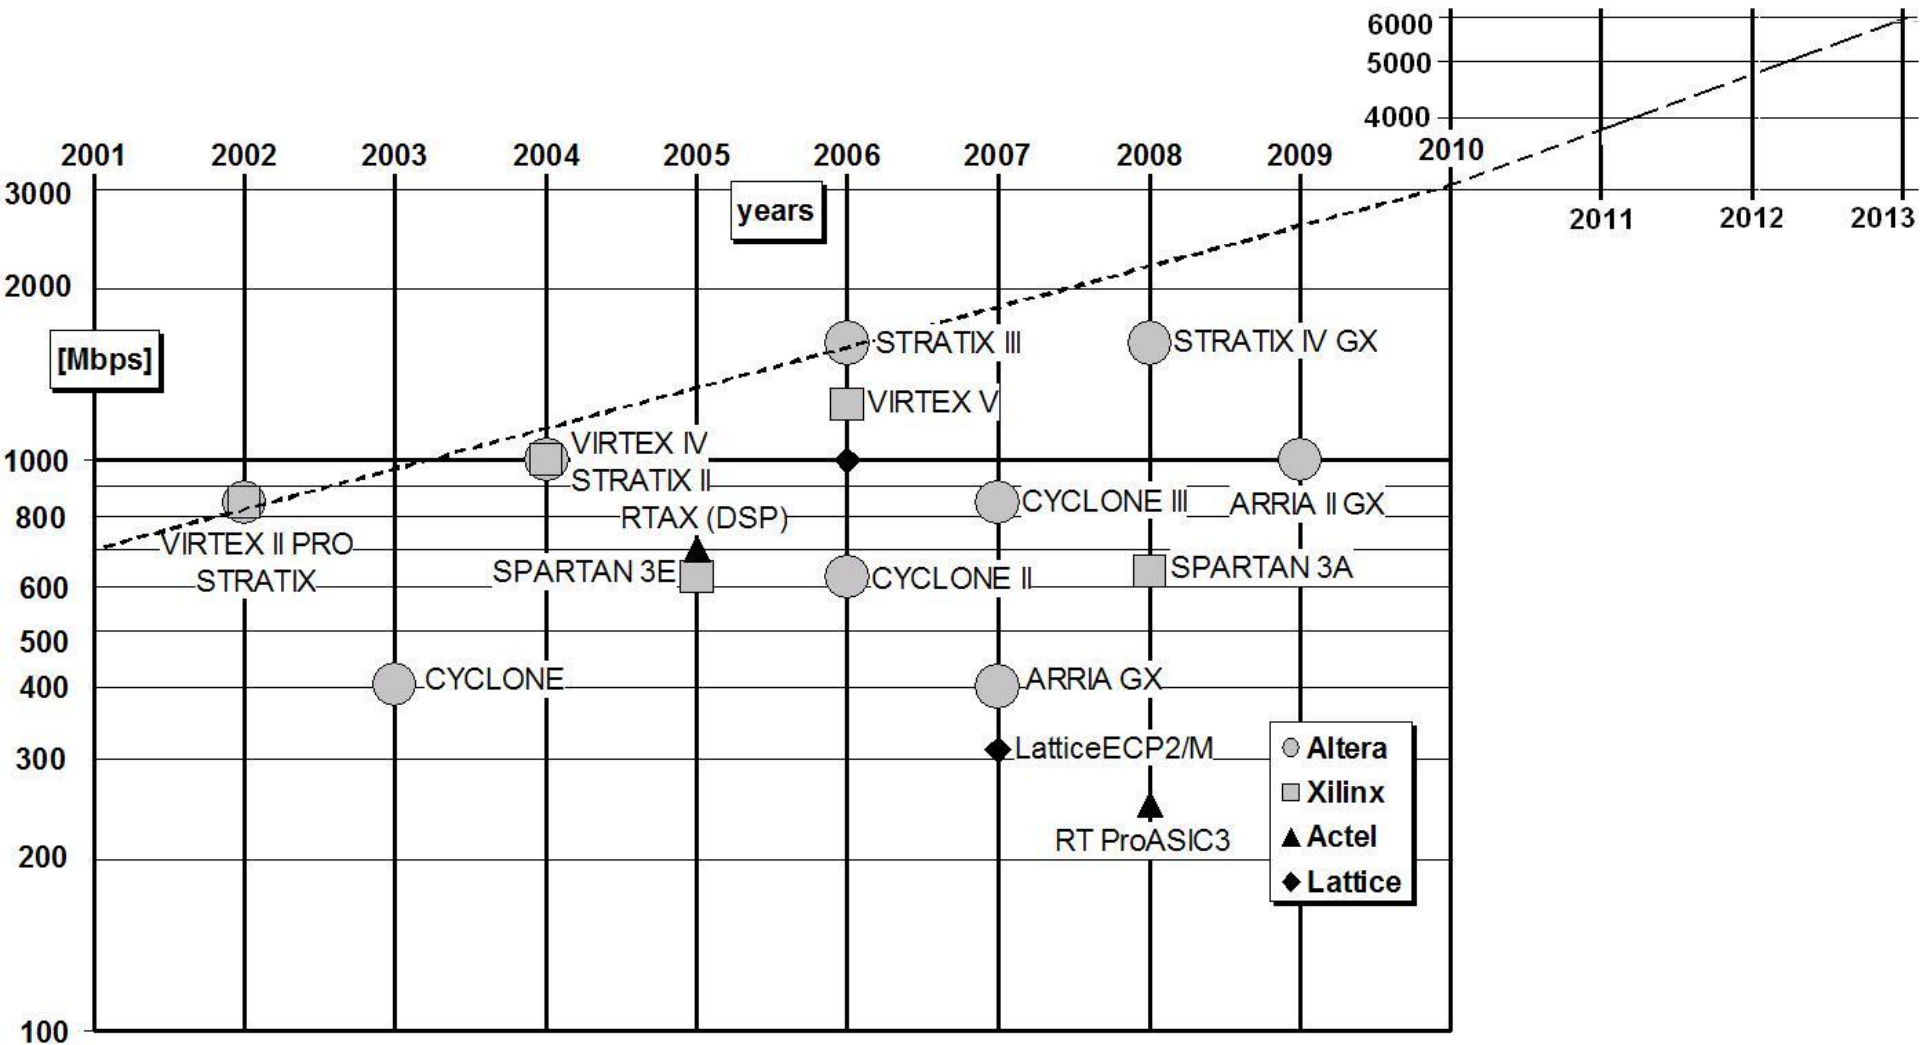 6000
5000
4000
2001 2002 2003 2004 2005 2006 2007 2008 2009 2010
3000
years
2011 2012 2013
2000
[Mbps]
STRATIX III
STRATIX IV GX
VIRTEX V
VIRTEX IV
1000
STRATIX II
CYCLONE III
ARRIA II GX
800
RTAX (DSP)
VIRTEX II PRO
STRATIX
SPARTAN 3E
CYCLONE II
SPARTAN 3A
600
500
400
CYCLONE
ARRIA GX
300
LatticeECP2/M
Altera
Xilinx
RT ProASIC3
Actel
200
Lattice
100